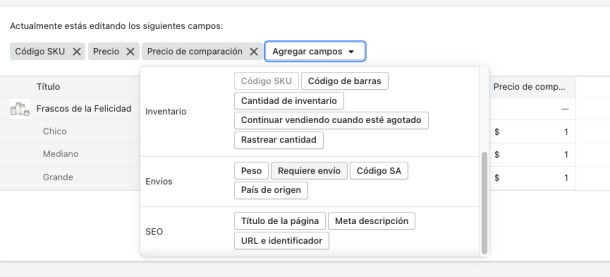 Actualmente estás editando los siguientes campos:
Código SKU Precio Precio de comparación Agregar campos
Título Precio de comp...
Código SKU Código de barras
Frascos de la Felicidad Inventario Cantidad de inventario —
Continuar vendiendo cuando esté agotado
Chico $ 1
Rastrear cantidad
Mediano $ 1
Peso Requiere envío Código SA
Grande Envíos $ 1
País de origen
Título de la página Meta descripción
SEO
URL e identificador